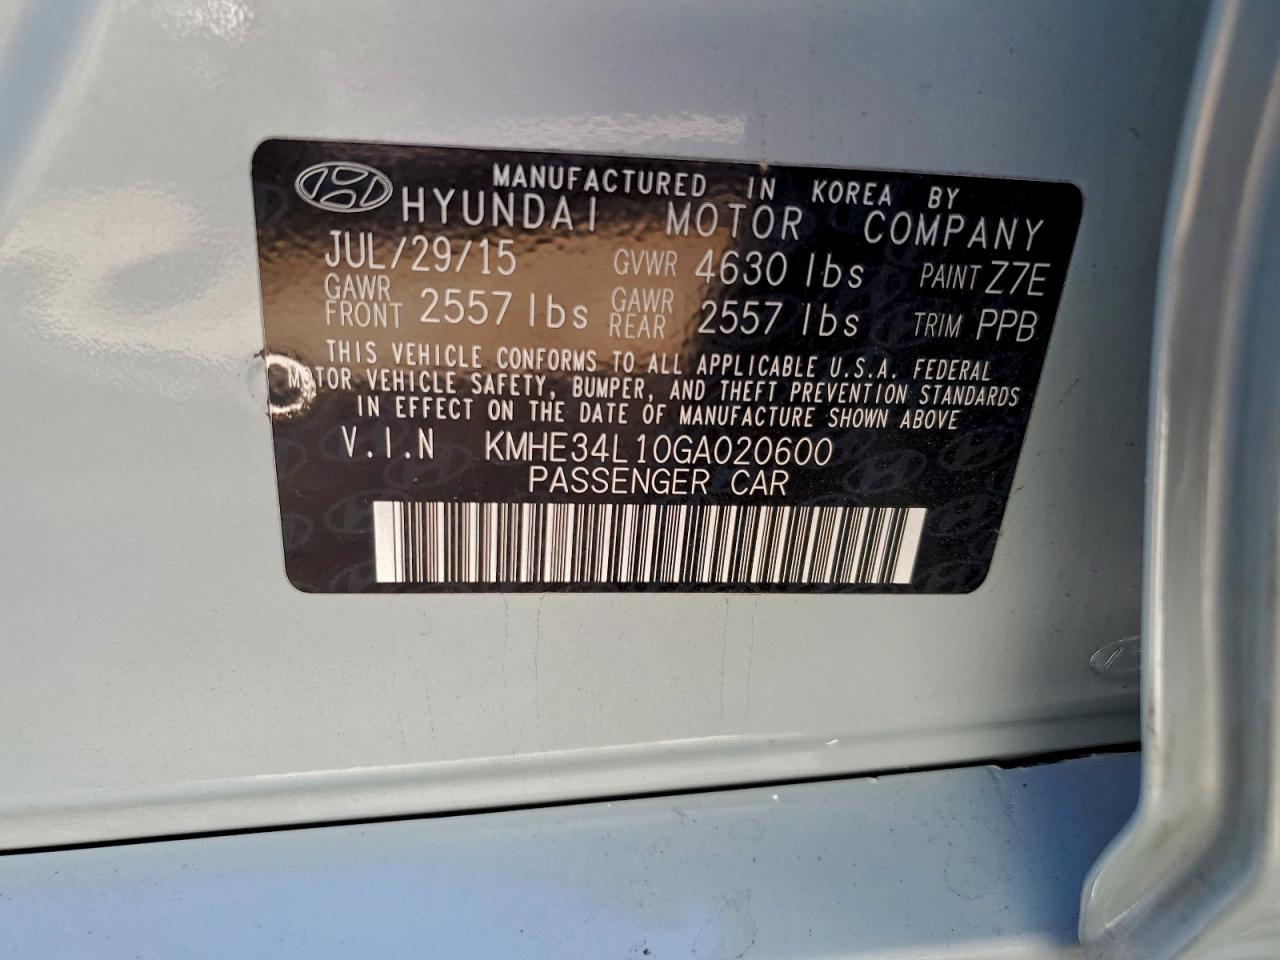 MANUFACTURED IN KOREA BY
HYUNDAI MOTOR COMPANY
JUL/29/15 GVWR 4630 lbs PAINT Z7E
GAWR FRONT 2557 lbs GAWR REAR 2557 lbs TRIM PPB
THIS VEHICLE CONFORMS TO ALL APPLICABLE U.S.A. FEDERAL
MOTOR VEHICLE SAFETY, BUMPER, AND THEFT PREVENTION STANDARDS
IN EFFECT ON THE DATE OF MANUFACTURE SHOWN ABOVE
V.I.N KMHE34L10GA020600
PASSENGER CAR